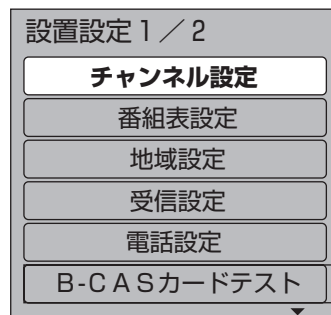 設置設定１／２
チャンネル設定
番組表設定
地域設定
受信設定
電話設定
Ｂ-ＣＡＳカードテスト